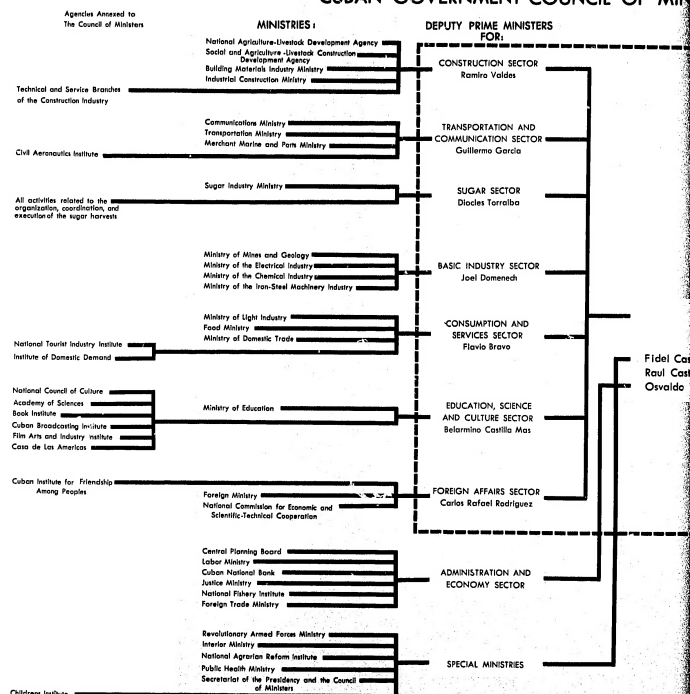 CUBAN GOVERNMENT COUNCIL OF
Agencies Annexed to
The Council of Ministers
MINISTRIES:
DEPUTY PRIME MINISTERS
FOR:
National Agriculture-Livestock Development Agency
Social and Agriculture-Livestock Construction
Development Agency
Building Materials Industry Ministry
Industrial Construction Ministry
Technical and Service Branches
of the Construction Industry
CONSTRUCTION SECTOR
Ramiro Valdes
Communications Ministry
Transportation Ministry
Merchant Marine and Ports Ministry
Civil Aeronautics Institute
TRANSPORTATION AND
COMMUNICATION SECTOR
Guillermo Garcia
Sugar Industry Ministry
All activities related to the
organization, coordination, and
execution of the sugar harvests
SUGAR SECTOR
Diocles Torralba
Ministry of Mines and Geology
Ministry of the Electrical Industry
Ministry of the Chemical Industry
Ministry of the Iron-Steel Machinery Industry
BASIC INDUSTRY SECTOR
Joel Domenech
Ministry of Light Industry
Food Ministry
Ministry of Domestic Trade
National Tourist Industry Institute
Institute of Domestic Demand
CONSUMPTION AND
SERVICES SECTOR
Flavio Bravo
Fidel Cas
Raul Cast
Osvaldo
National Council of Culture
Academy of Sciences
Book Institute
Cuban Broadcasting Institute
Film Arts and Industry Institute
Casa de Las Americas
Ministry of Education
EDUCATION, SCIENCE
AND CULTURE SECTOR
Belarmino Castilla Mas
Cuban Institute for Friendship
Among Peoples
Foreign Ministry
National Commission for Economic and
Scientific-Technical Cooperation
FOREIGN AFFAIRS SECTOR
Carlos Rafael Rodriguez
Central Planning Board
Labor Ministry
Cuban National Bank
Justice Ministry
National Fishery Institute
Foreign Trade Ministry
ADMINISTRATION AND
ECONOMY SECTOR
Revolutionary Armed Forces Ministry
Interior Ministry
National Agrarian Reform Institute
Public Health Ministry
Secretariat of the Presidency and the Council
of Ministers
SPECIAL MINISTRIES
Childrens Institute